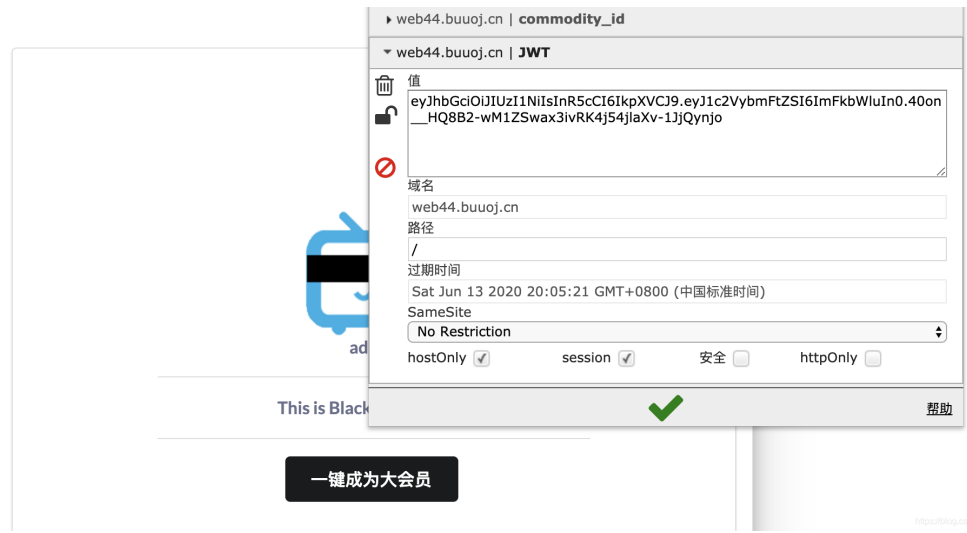 web44.buuoj.cn | commodity_id
web44.buuoj.cn | JWT
值
eyJhbGciOiJIUzI1NiIsInR5cCI6IkpXVCJ9.eyJ1c2VybmFtZSI6ImFkbWluIn0.40on
__HQ8B2-wM1ZSwax3ivRK4j54jlaXv-1JjQynjo
域名
web44.buuoj.cn
路径
/
过期时间
Sat Jun 13 2020 20:05:21 GMT+0800 (中国标准时间)
SameSite
No Restriction
hostOnly session 安全 httpOnly
帮助
ad
This is Black
一键成为大会员